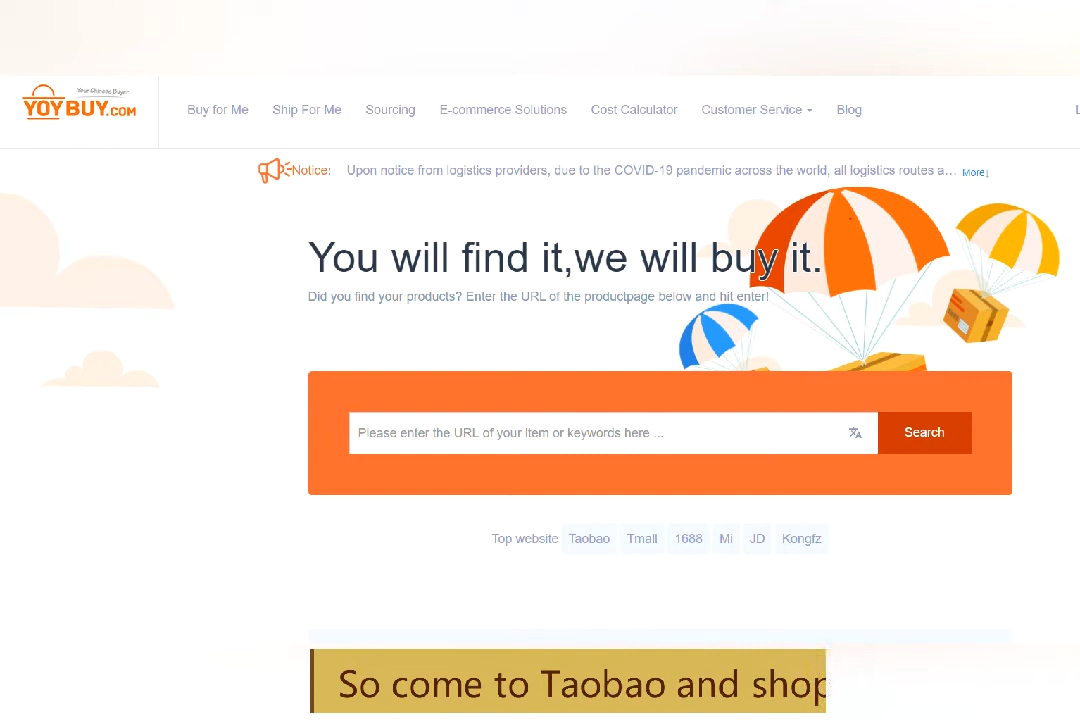 Your Chinese Buyer
YOYBUY.COM
Buy for Me Ship For Me Sourcing E-commerce Solutions Cost Calculator Customer Service Blog
Notice: Upon notice from logistics providers, due to the COVID-19 pandemic across the world, all logistics routes a... More
You will find it,we will buy it.
Did you find your products? Enter the URL of the productpage below and hit enter!
Please enter the URL of your item or keywords here ... Search
Top website Taobao Tmall 1688 Mi JD Kongfz
So come to Taobao and shop